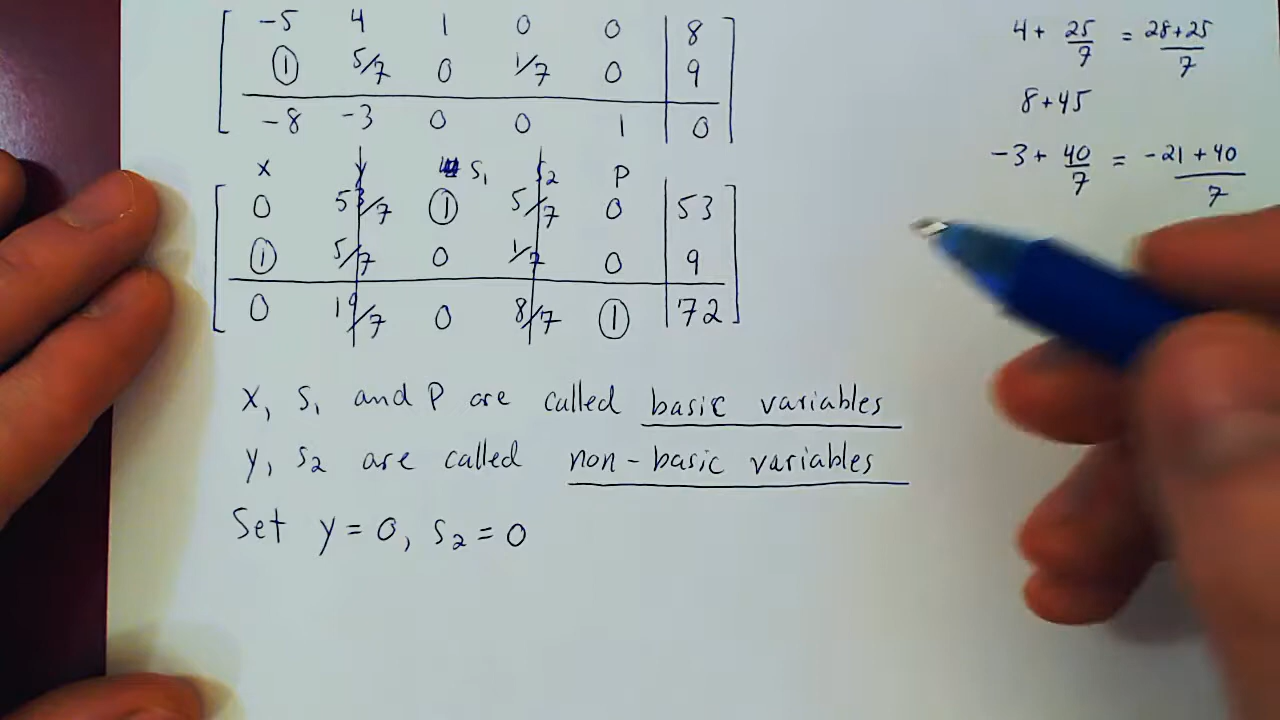 -5 4 1 0 0 8
1 5/7 0 1/7 0 9
-8 -3 0 0 1 0
x y s₁ s₂ P
0 53/7 1 5/7 0 53
1 5/7 0 1/7 0 9
0 19/7 0 8/7 1 72
x, s₁ and P are called basic variables
y, s₂ are called non-basic variables
Set y = 0, s₂ = 0
4 + 25/7 = 28+25/7
8+45
-3 + 40/7 = -21+40/7